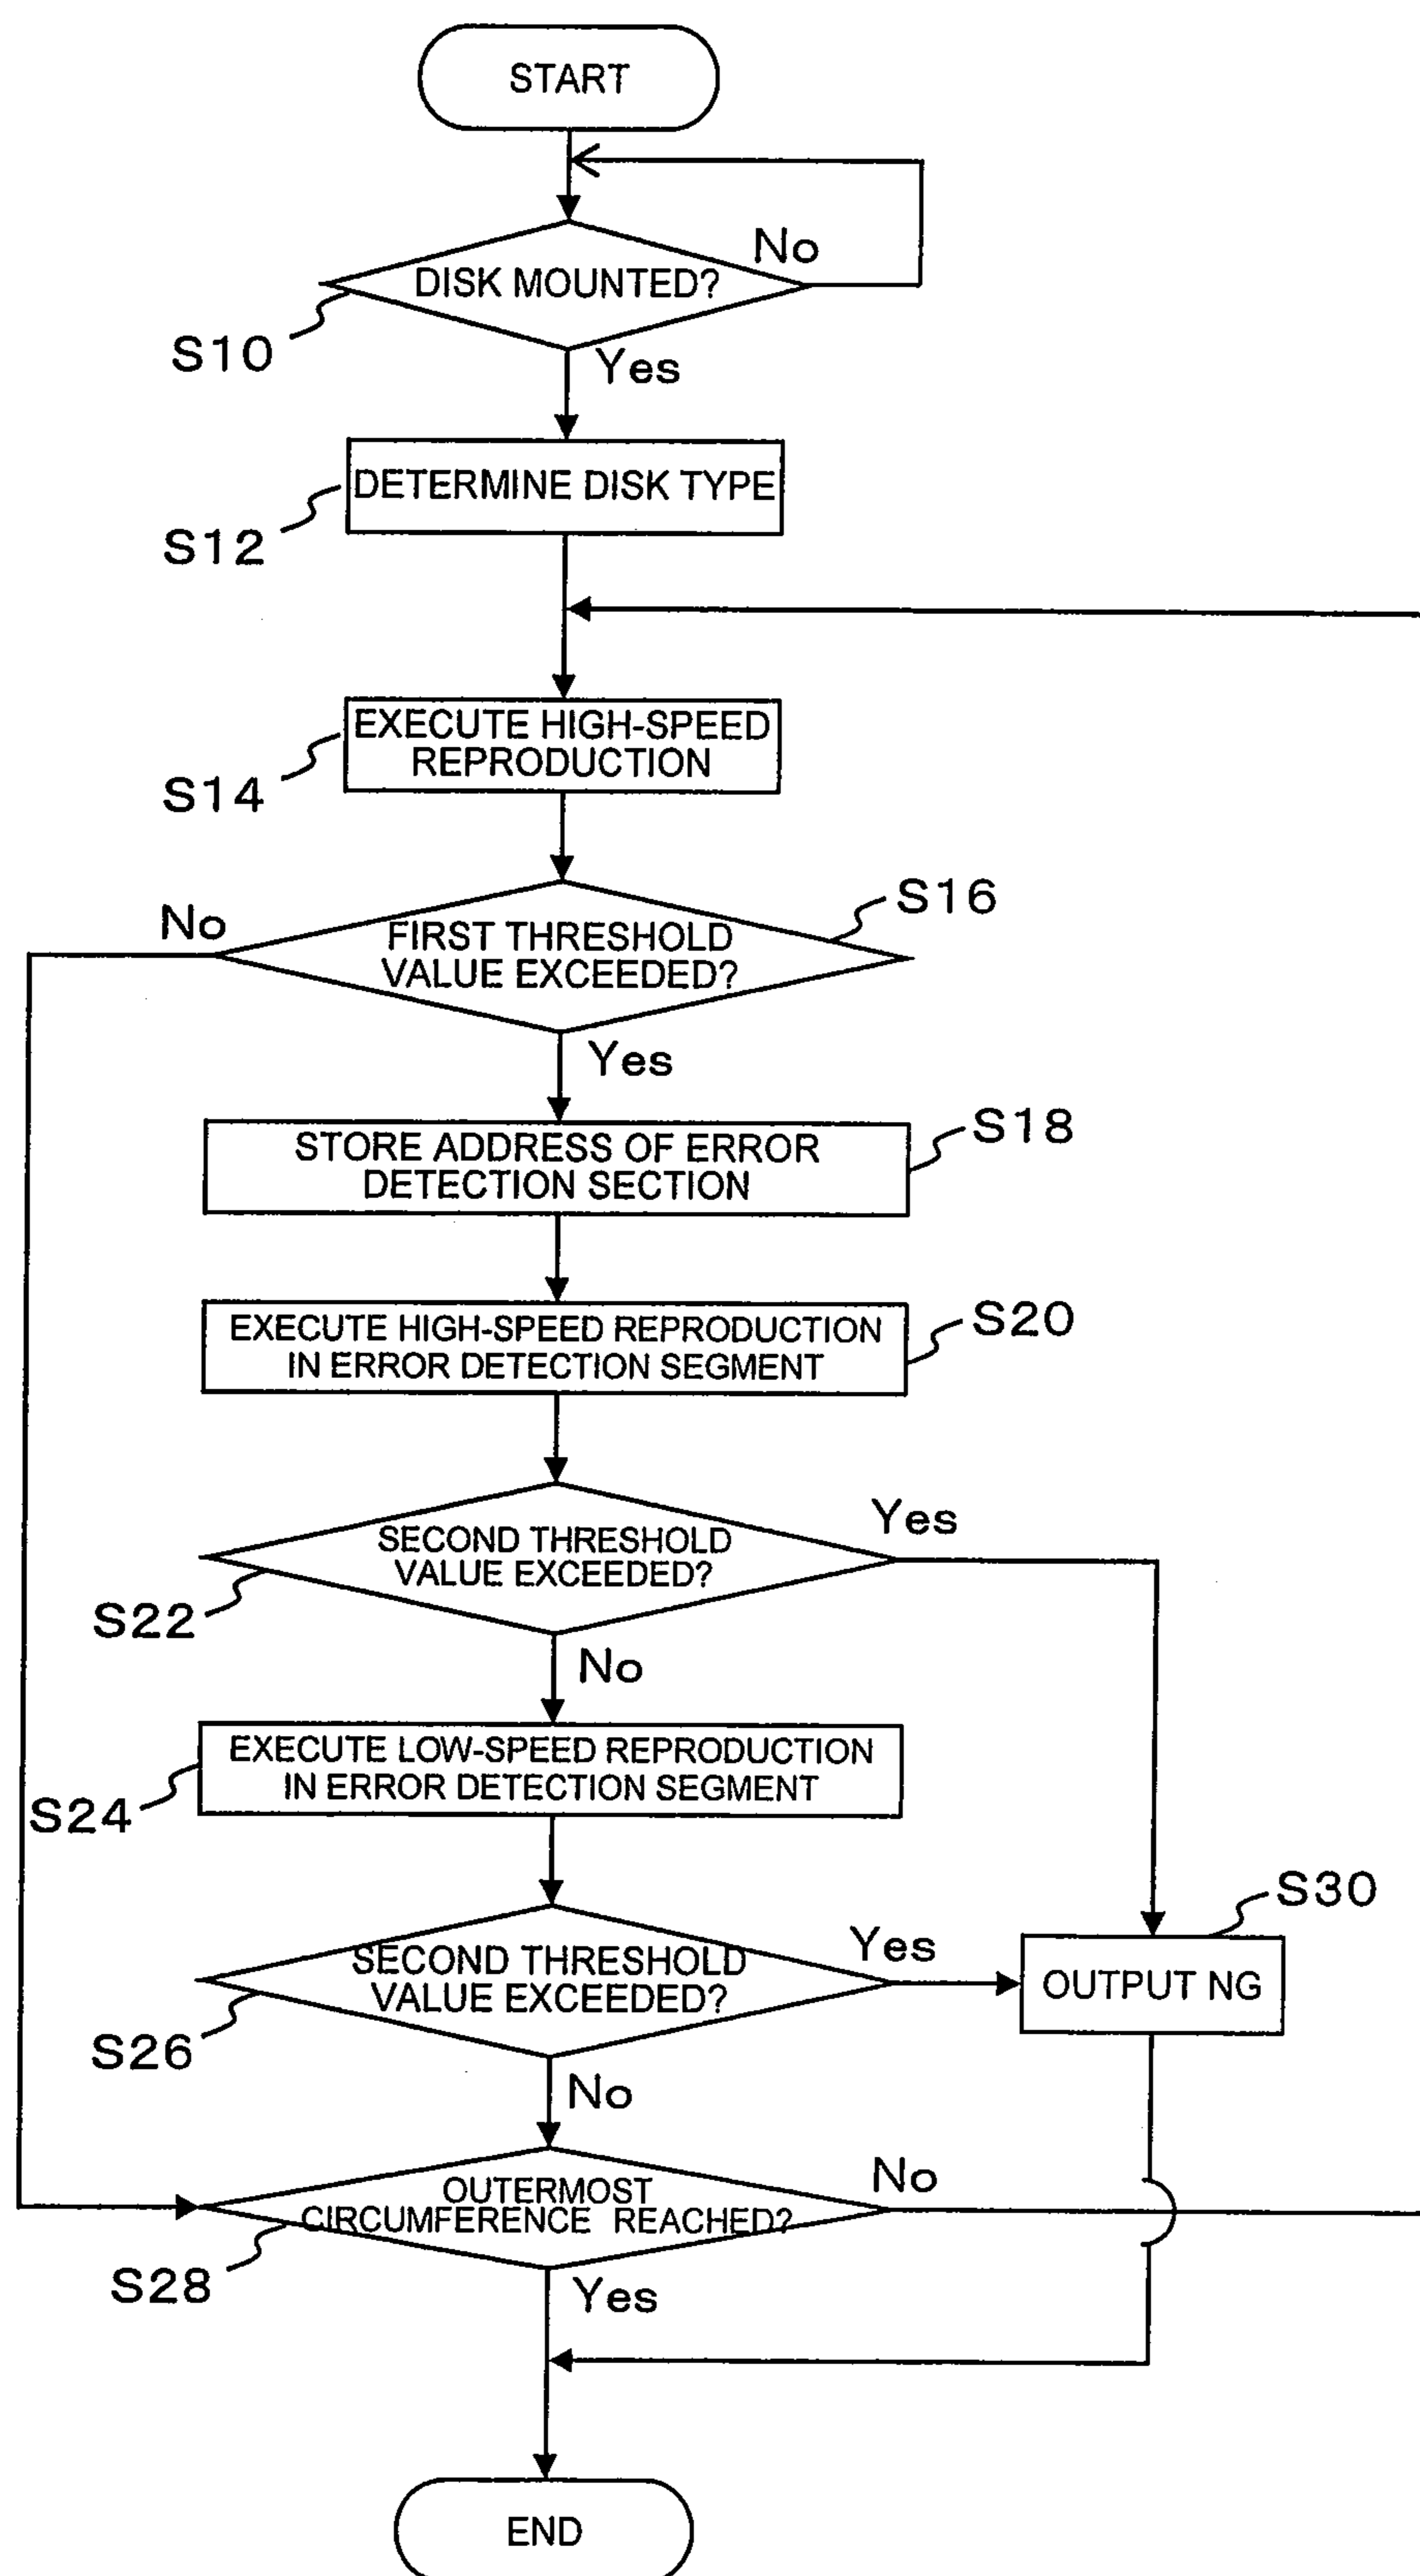 START
No
DISK MOUNTED?
S10
Yes
DETERMINE DISK TYPE
S12
EXECUTE HIGH-SPEED
REPRODUCTION
S14
S16
No
FIRST THRESHOLD
VALUE EXCEEDED?
Yes
S18
STORE ADDRESS OF ERROR
DETECTION SECTION
S20
EXECUTE HIGH-SPEED REPRODUCTION
IN ERROR DETECTION SEGMENT
Yes
SECOND THRESHOLD
VALUE EXCEEDED?
S22
No
EXECUTE LOW-SPEED REPRODUCTION
IN ERROR DETECTION SEGMENT
S24
S30
Yes
SECOND THRESHOLD
VALUE EXCEEDED?
OUTPUT NG
S26
No
No
OUTERMOST
CIRCUMFERENCE REACHED?
S28
Yes
END